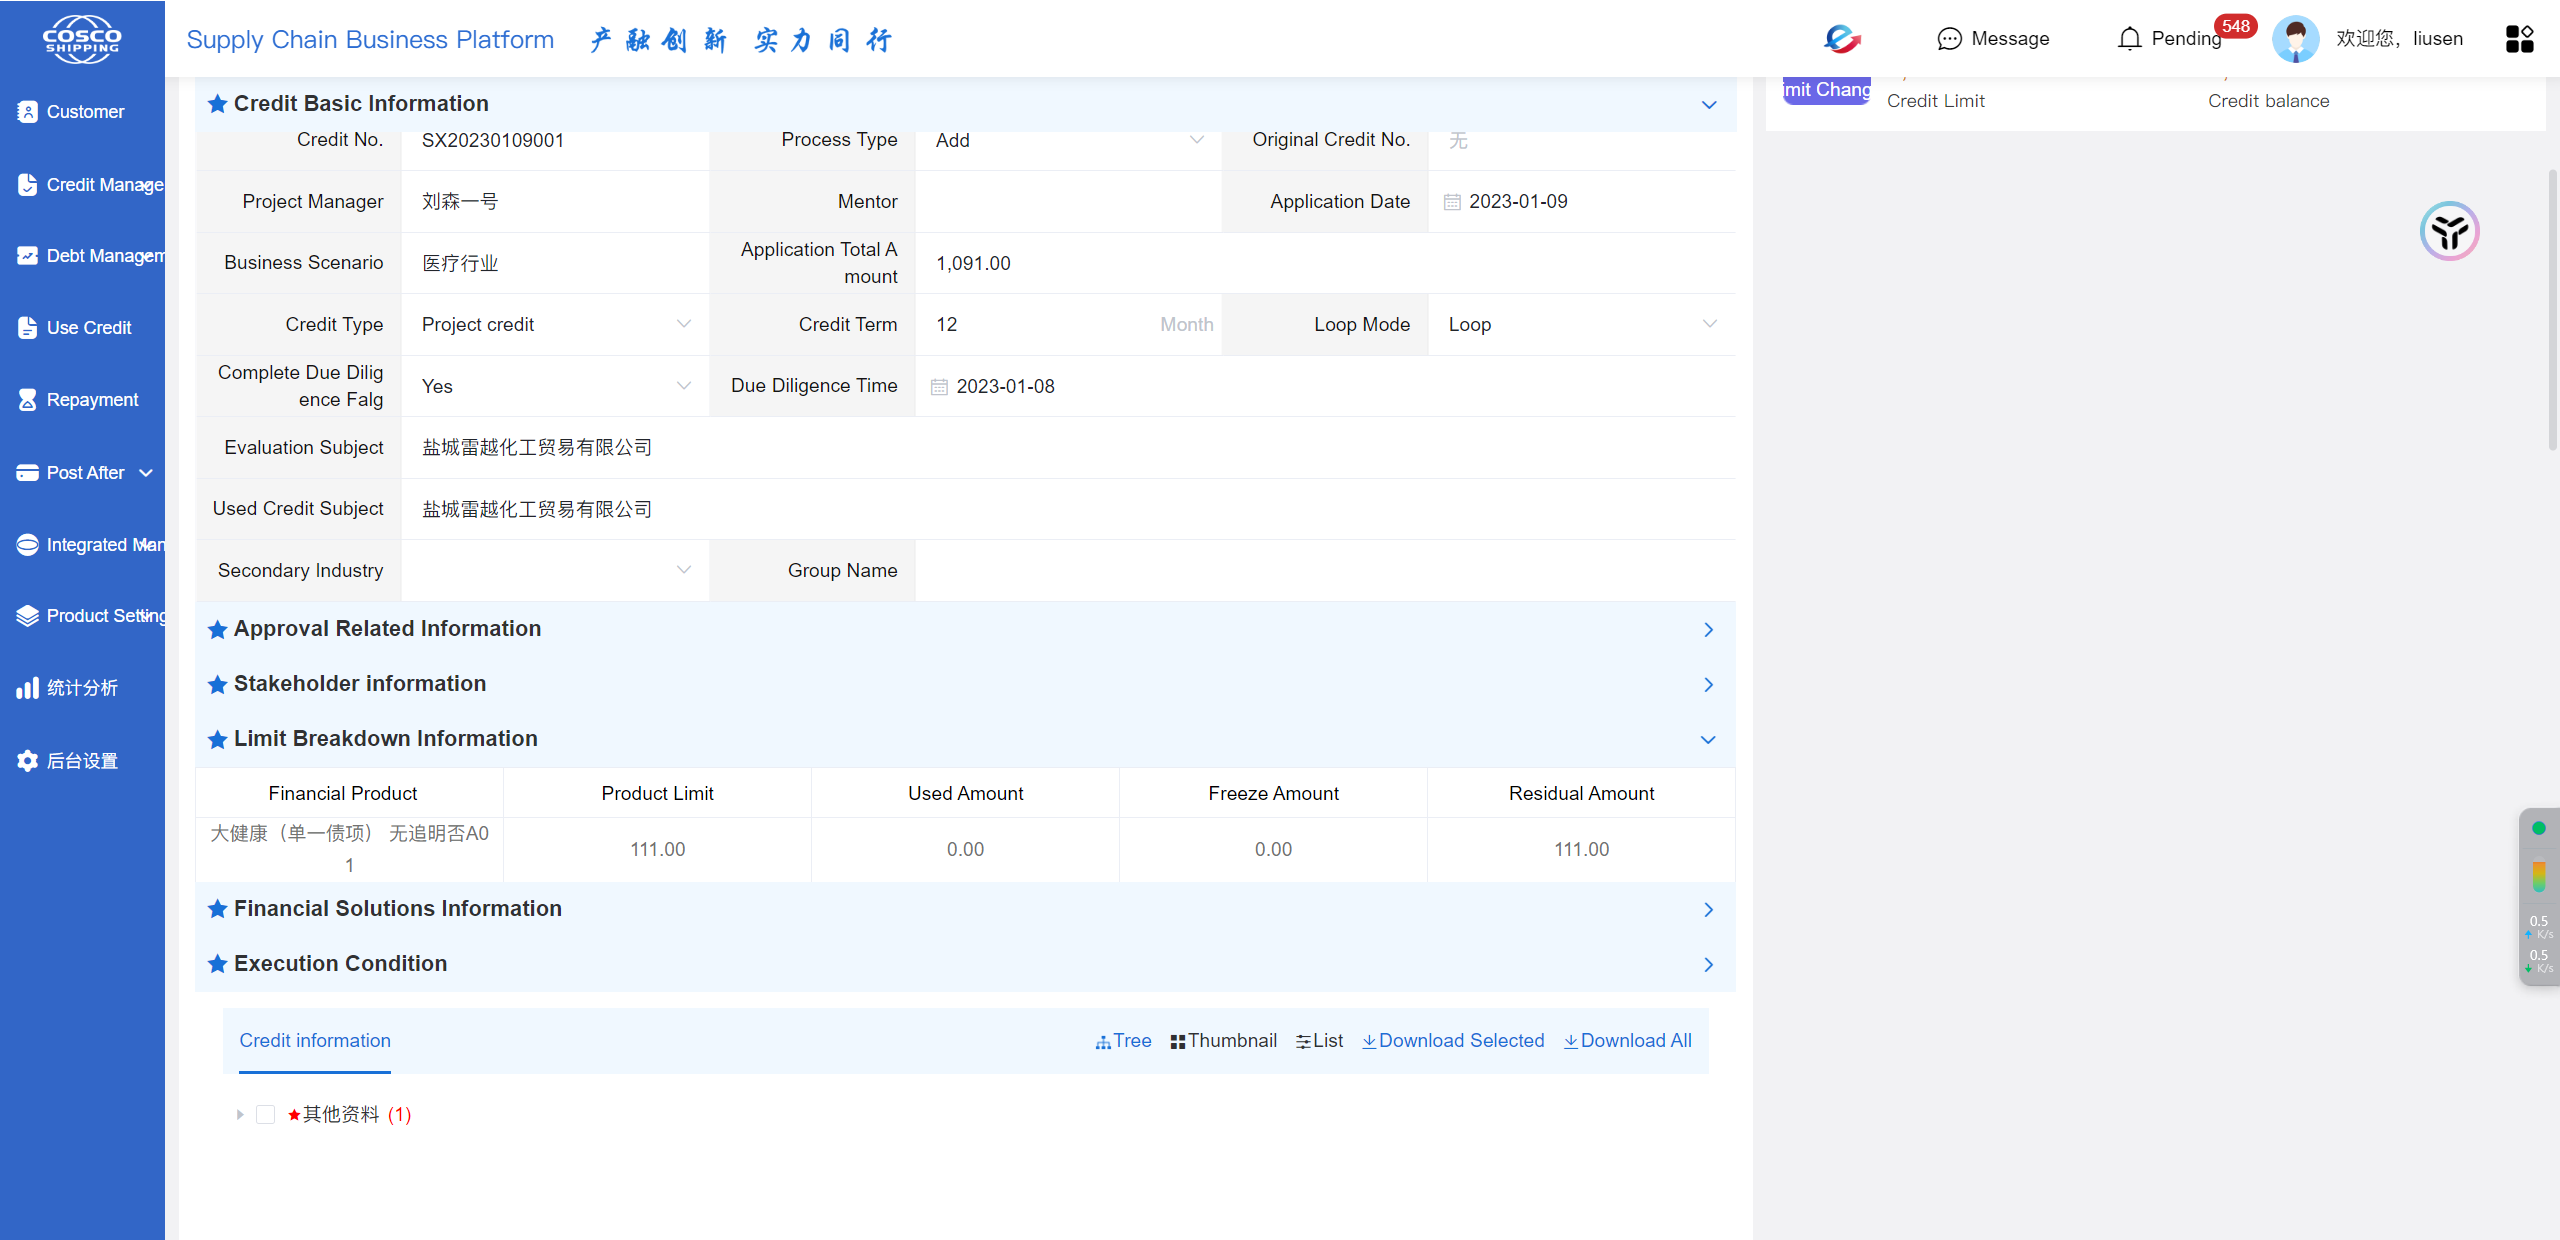 COSCO
SHIPPING
Supply Chain Business Platform
产融创新 实力同行
Message
Pending
548
欢迎您，liusen
Customer
Credit Manage
Debt Managem
Use Credit
Repayment
Post After
Integrated Man
Product Setting
统计分析
后台设置
Credit Basic Information
Credit No. SX20230109001 Process Type Add Original Credit No. 无
Project Manager 刘森一号 Mentor Application Date 2023-01-09
Business Scenario 医疗行业 Application Total A
mount 1,091.00
Credit Type Project credit Credit Term 12 Month Loop Mode Loop
Complete Due Dilig
ence Falg Yes Due Diligence Time 2023-01-08
Evaluation Subject 盐城雷越化工贸易有限公司
Used Credit Subject 盐城雷越化工贸易有限公司
Secondary Industry Group Name
Approval Related Information
Stakeholder information
Limit Breakdown Information
Financial Product Product Limit Used Amount Freeze Amount Residual Amount
大健康（单一债项） 无追明否A0
1 111.00 0.00 0.00 111.00
Financial Solutions Information
Execution Condition
Credit information Tree Thumbnail List Download Selected Download All
其他资料 (1)
imit Chang
Credit Limit Credit balance
0.5
K/s
0.5
K/s